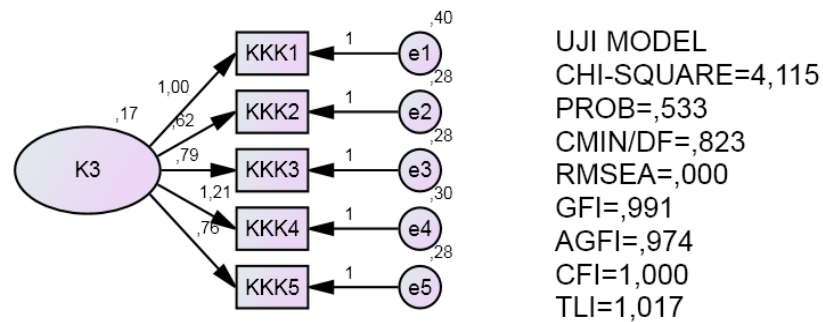 ,40
KKK1
1
e1
1,00
,28
,17
KKK2
1
e2
,62
,28
K3
,79
KKK3
1
e3
1,21
,30
KKK4
1
e4
,76
,28
KKK5
1
e5
UJI MODEL
CHI-SQUARE=4,115
PROB=,533
CMIN/DF=,823
RMSEA=,000
GFI=,991
AGFI=,974
CFI=1,000
TLI=1,017